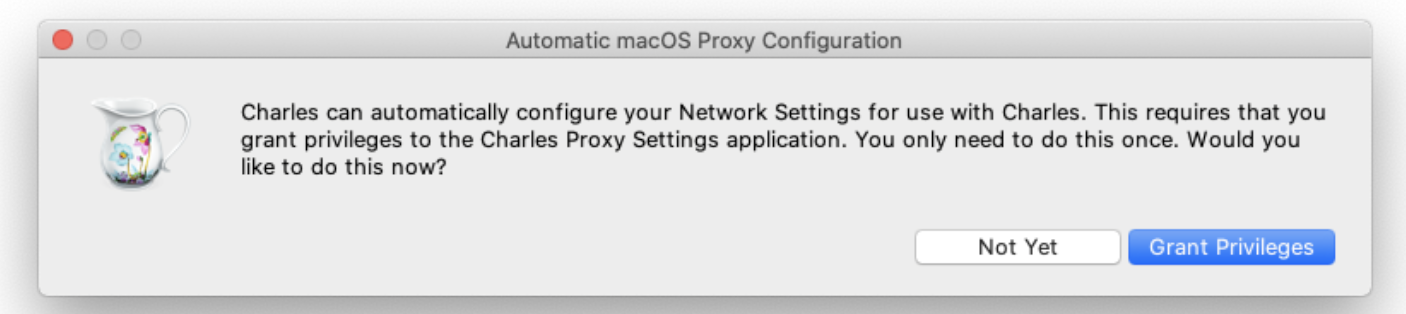 Automatic macOS Proxy Configuration
Charles can automatically configure your Network Settings for use with Charles. This requires that you
grant privileges to the Charles Proxy Settings application. You only need to do this once. Would you
like to do this now?
Not Yet
Grant Privileges